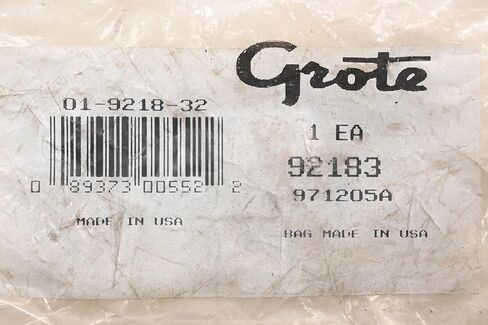 Grote
01-9218-32
1 EA
92183
0 89373 00552 2
971205A
MADE IN USA
BAG MADE IN USA